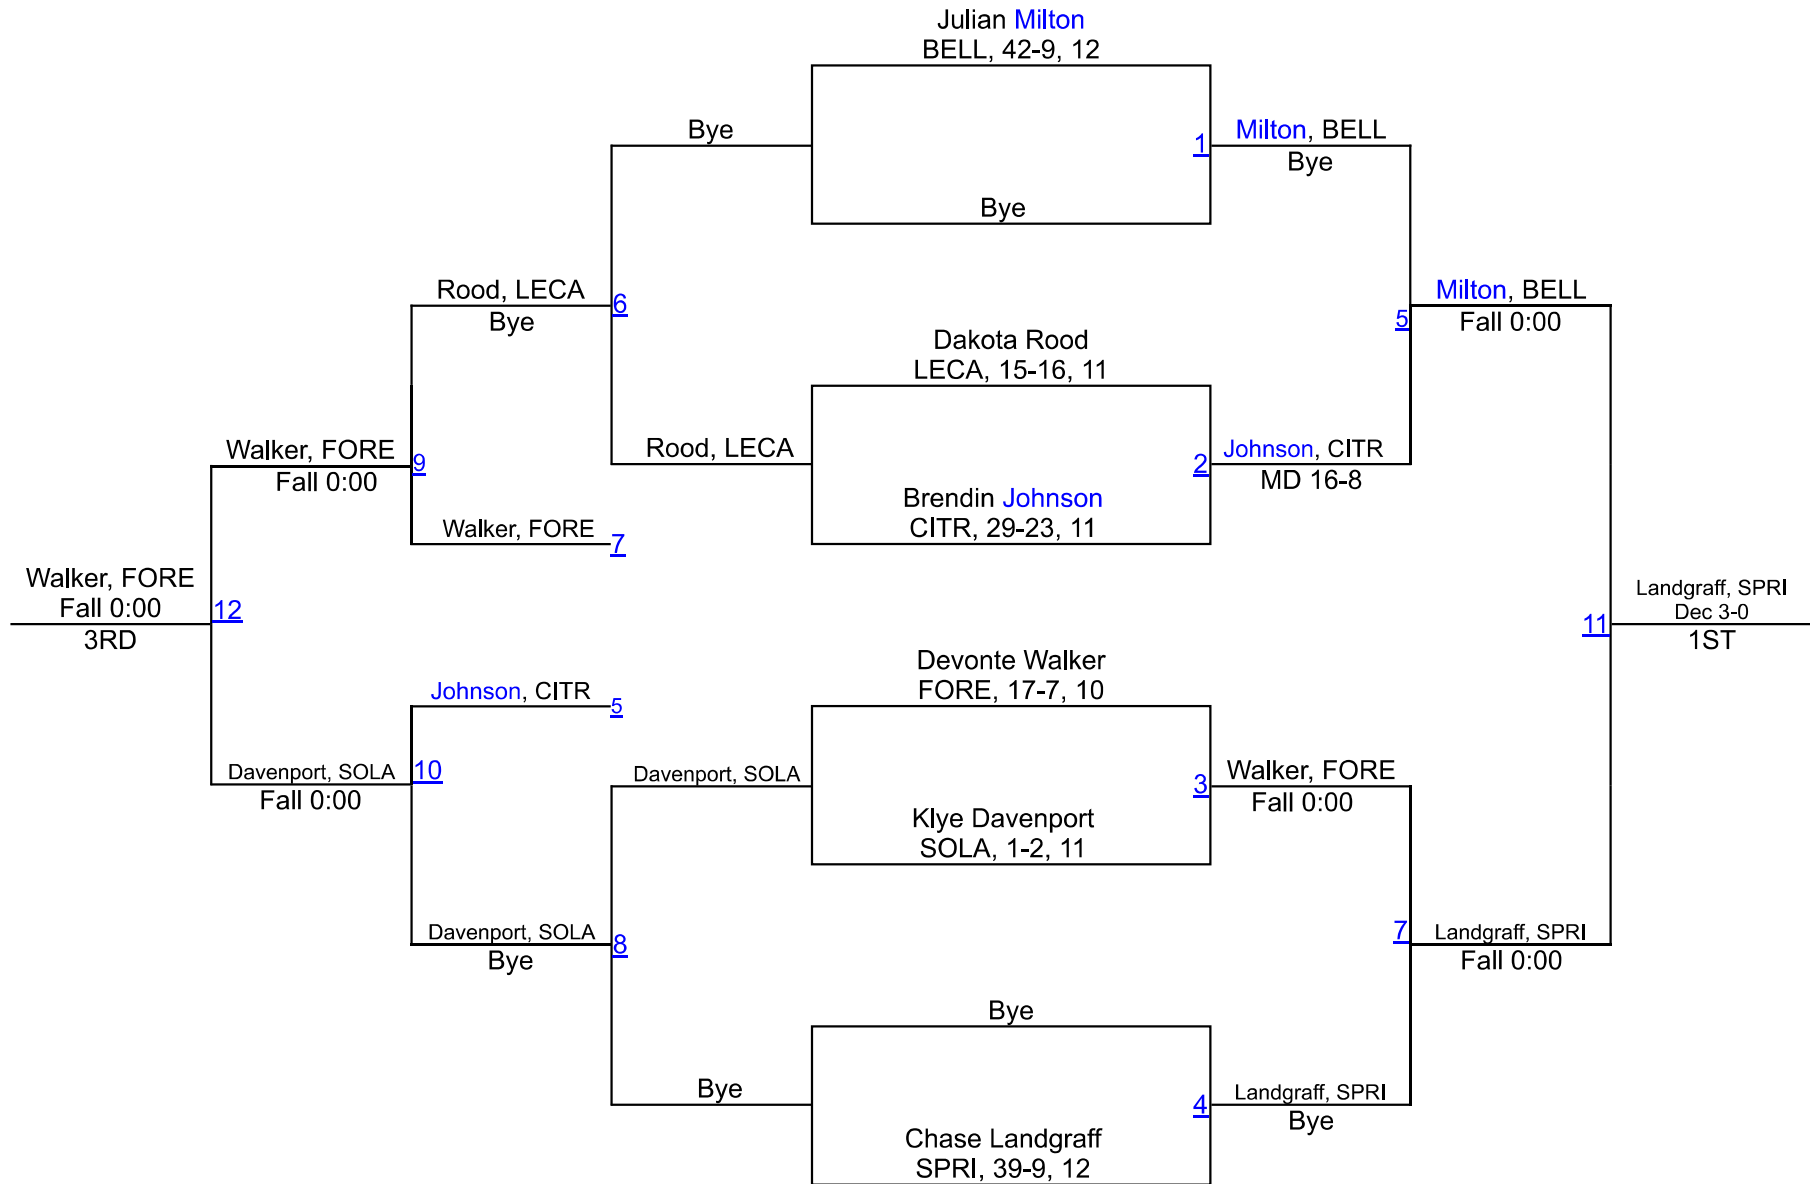 Julian Milton
BELL, 42-9, 12
Bye
1
Milton, BELL
Bye
Bye
Rood, LECA
Bye
6
Milton, BELL
Fall 0:00
5
Dakota Rood
LECA, 15-16, 11
Walker, FORE
Fall 0:00
9
Rood, LECA
2
Johnson, CITR
MD 16-8
Brendin Johnson
CITR, 29-23, 11
Walker, FORE
7
Walker, FORE
Fall 0:00
3RD
12
Landgraff, SPRI
Dec 3-0
1ST
11
Devonte Walker
FORE, 17-7, 10
Johnson, CITR
5
Davenport, SOLA
Fall 0:00
10
Davenport, SOLA
3
Walker, FORE
Fall 0:00
Klye Davenport
SOLA, 1-2, 11
Davenport, SOLA
Bye
8
7
Landgraff, SPRI
Fall 0:00
Bye
Bye
4
Landgraff, SPRI
Bye
Chase Landgraff
SPRI, 39-9, 12